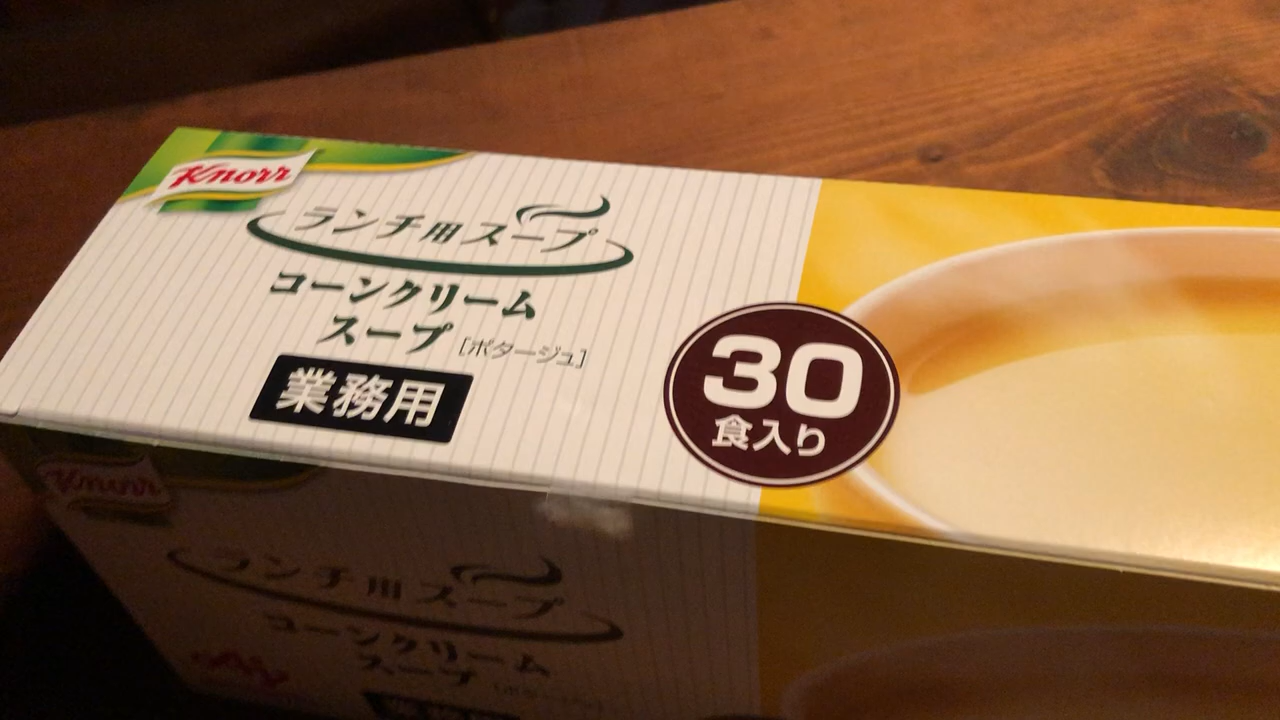 Knorr
ランチ用スープ
コーンクリーム
スープ [ポタージュ]
業務用
30
食入り
Knorr
ランチ用スープ
コーンクリーム
スープ